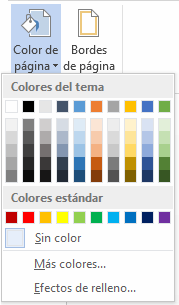 Color de
página
Bordes
de página
Colores del tema
Colores estándar
Sin color
Más colores...
Efectos de relleno...